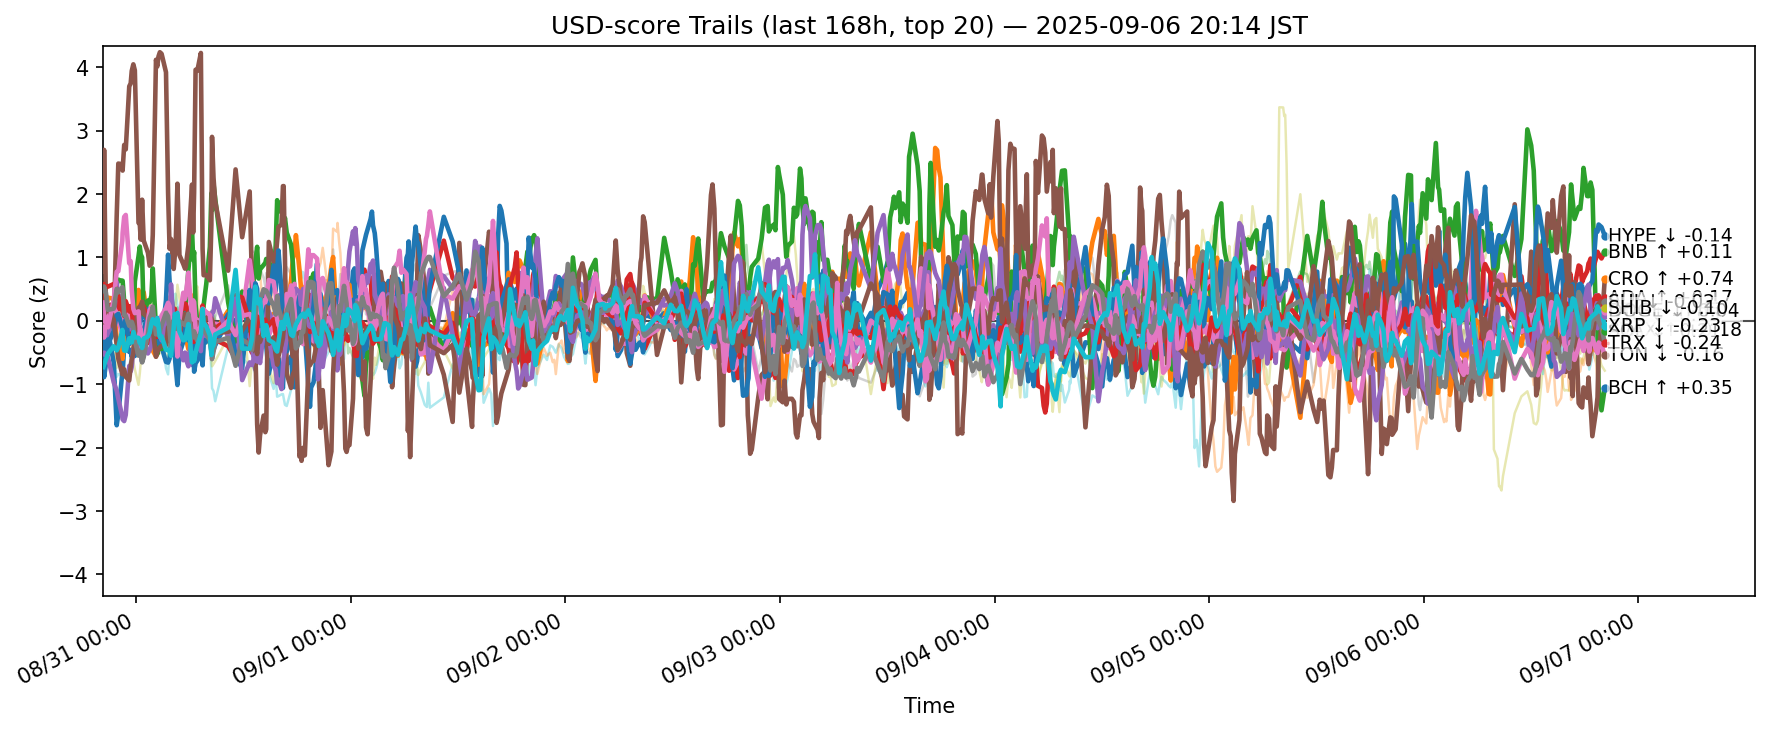 USD-score Trails (last 168h, top 20) — 2025-09-06 20:14 JST
Score (z)
4
3
2
1
0
−1
−2
−3
−4
HYPE ↓ -0.14
BNB ↑ +0.11
CRO ↑ +0.74
ADA ↑ +0.17
SHIB ↓
XRP ↓ -0.23
TRX ↓ -0.24
TON ↓ -0.16
BCH ↑ +0.35
08/31 00:00
09/01 00:00
09/02 00:00
09/03 00:00
09/04 00:00
09/05 00:00
09/06 00:00
09/07 00:00
Time